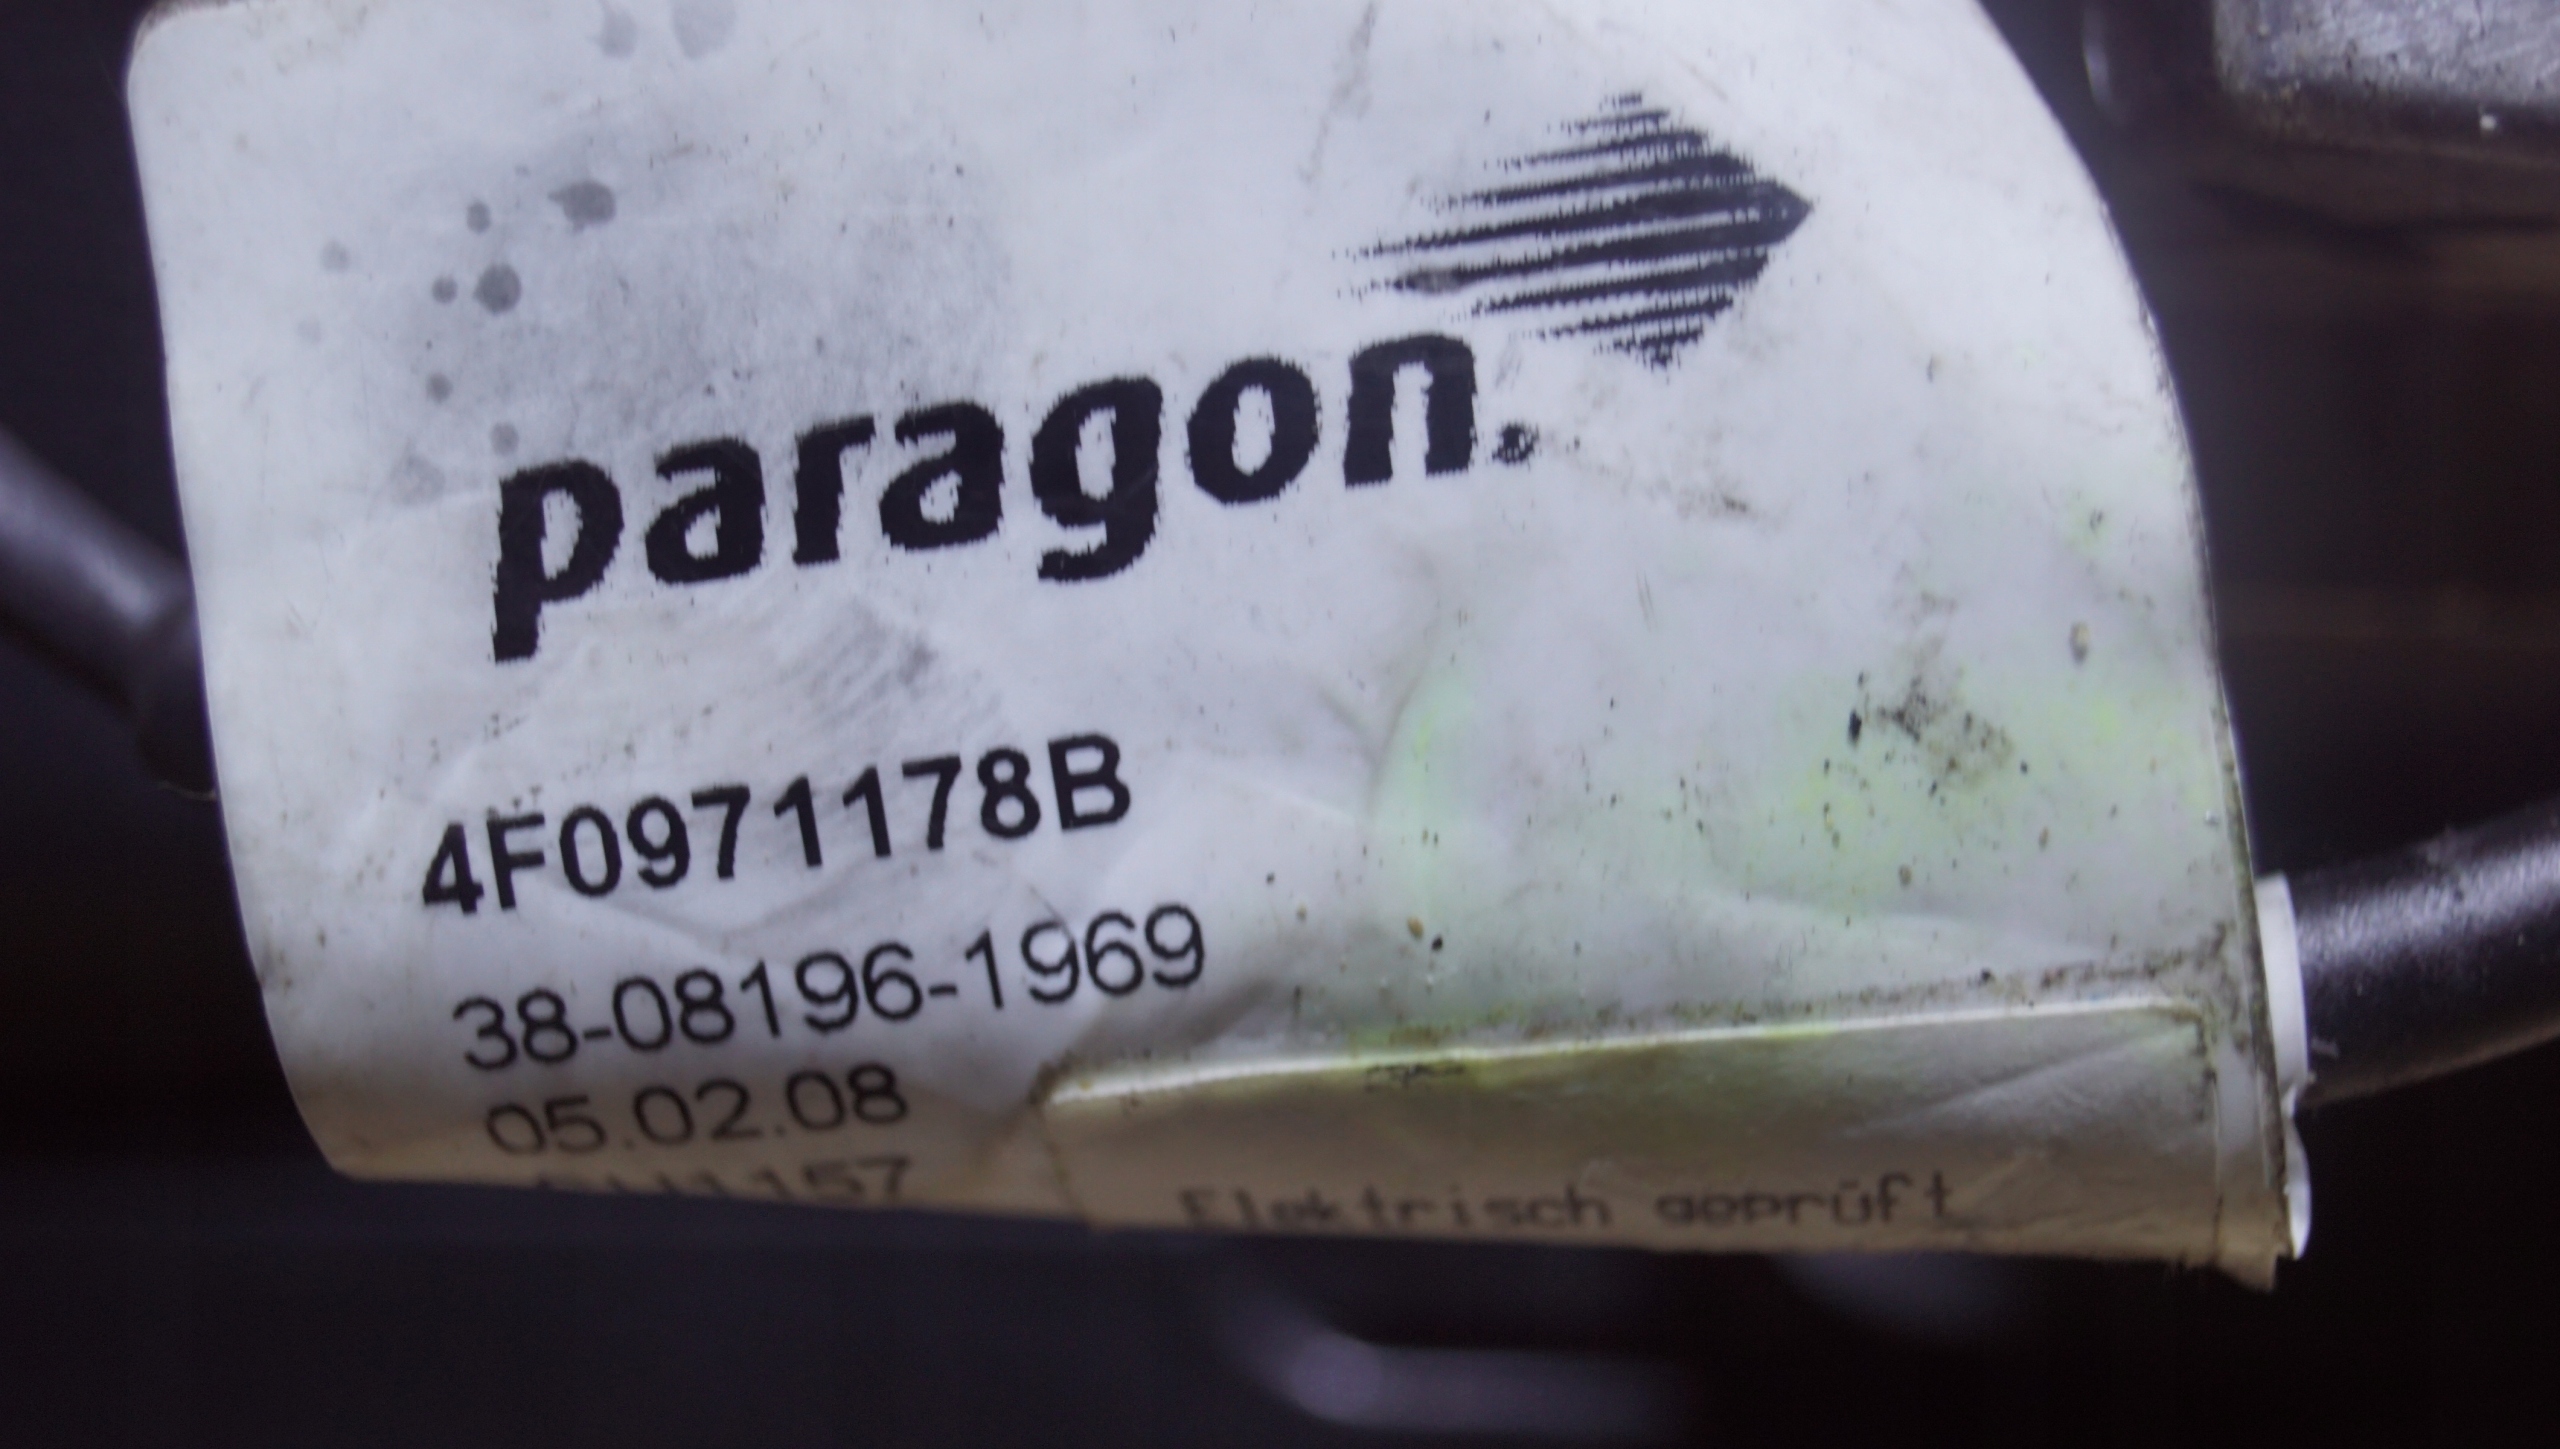 paragon.
4F0971178B
38-08196-1969
05.02.08
Elektrisch geprüft